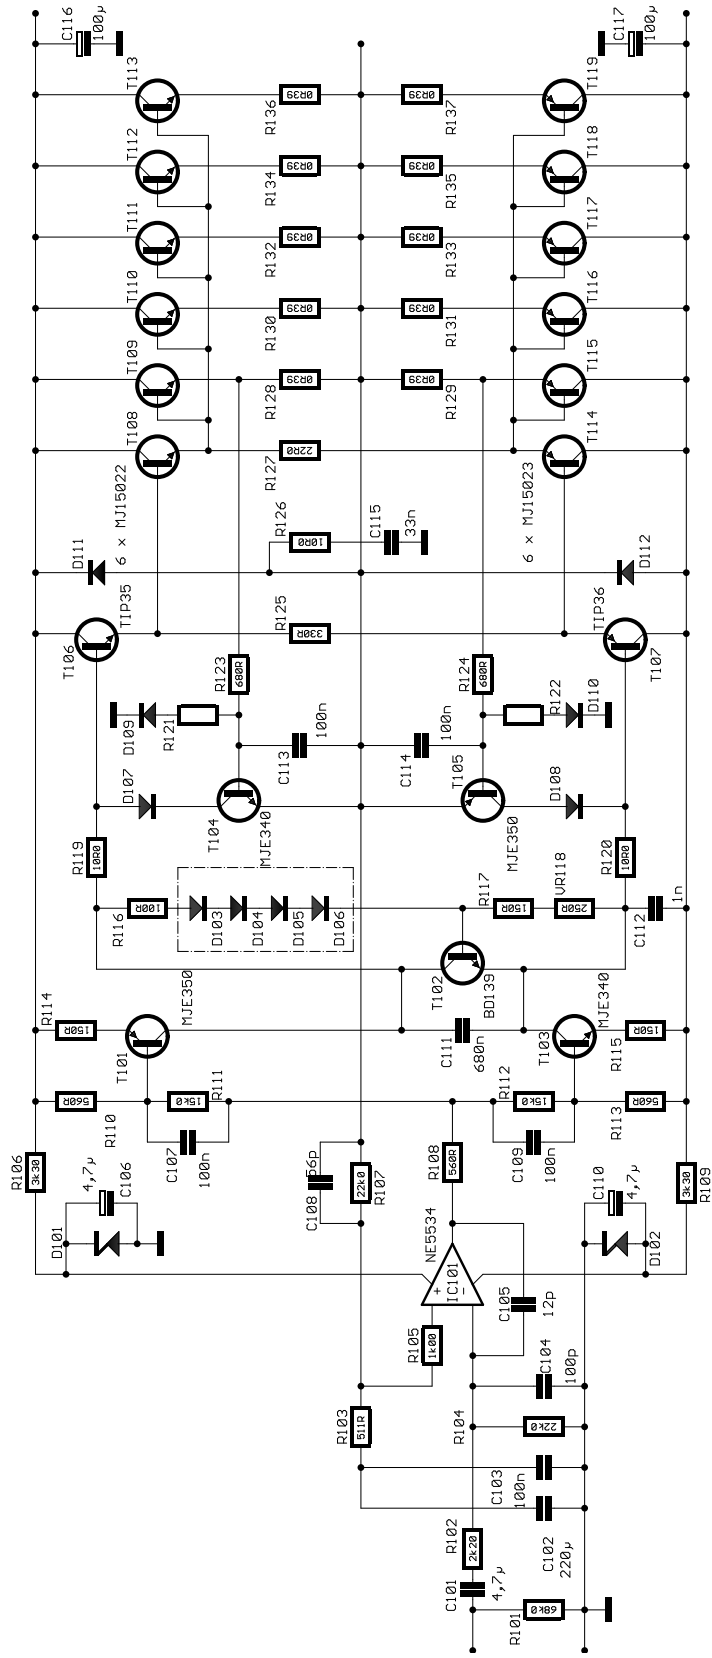 C116
100µ
C117
100µ
T113
R136
0R39
0R39
R137
T119
T112
R134
0R39
0R39
R135
T118
T111
R132
0R39
0R39
R133
T117
T110
R130
0R39
0R39
R131
T116
T109
R128
0R39
0R39
R129
T115
T108
R127
22R0
T114
6 x MJ15022
6 x MJ15023
D111
R126
10R0
C115
33n
D112
T106
TIP35
R125
330R
TIP36
T107
R123
680R
R124
680R
D109
R121
R122
D110
C113
100n
C114
100n
D107
T104
MJE340
T105
MJE350
D108
R119
10R0
R120
10R0
R116
100R
D103
D104
D105
D106
R117
150R
VR118
250R
C112
1n
T102
BD139
R114
150R
T101
MJE350
C111
680n
T103
MJE340
R115
150R
R110
560R
R111
15k0
C107
100n
R112
15k0
C109
100n
R113
560R
R106
3k30
C108
56p
R107
22k0
R108
560R
R109
3k30
D101
4,7µ
C106
NE5534
IC101
+
-
C110
4,7µ
D102
R105
1k00
C105
12p
R103
511R
R104
22k0
C104
100p
C103
100n
R102
2k20
C102
220µ
C101
4,7µ
R101
68k0